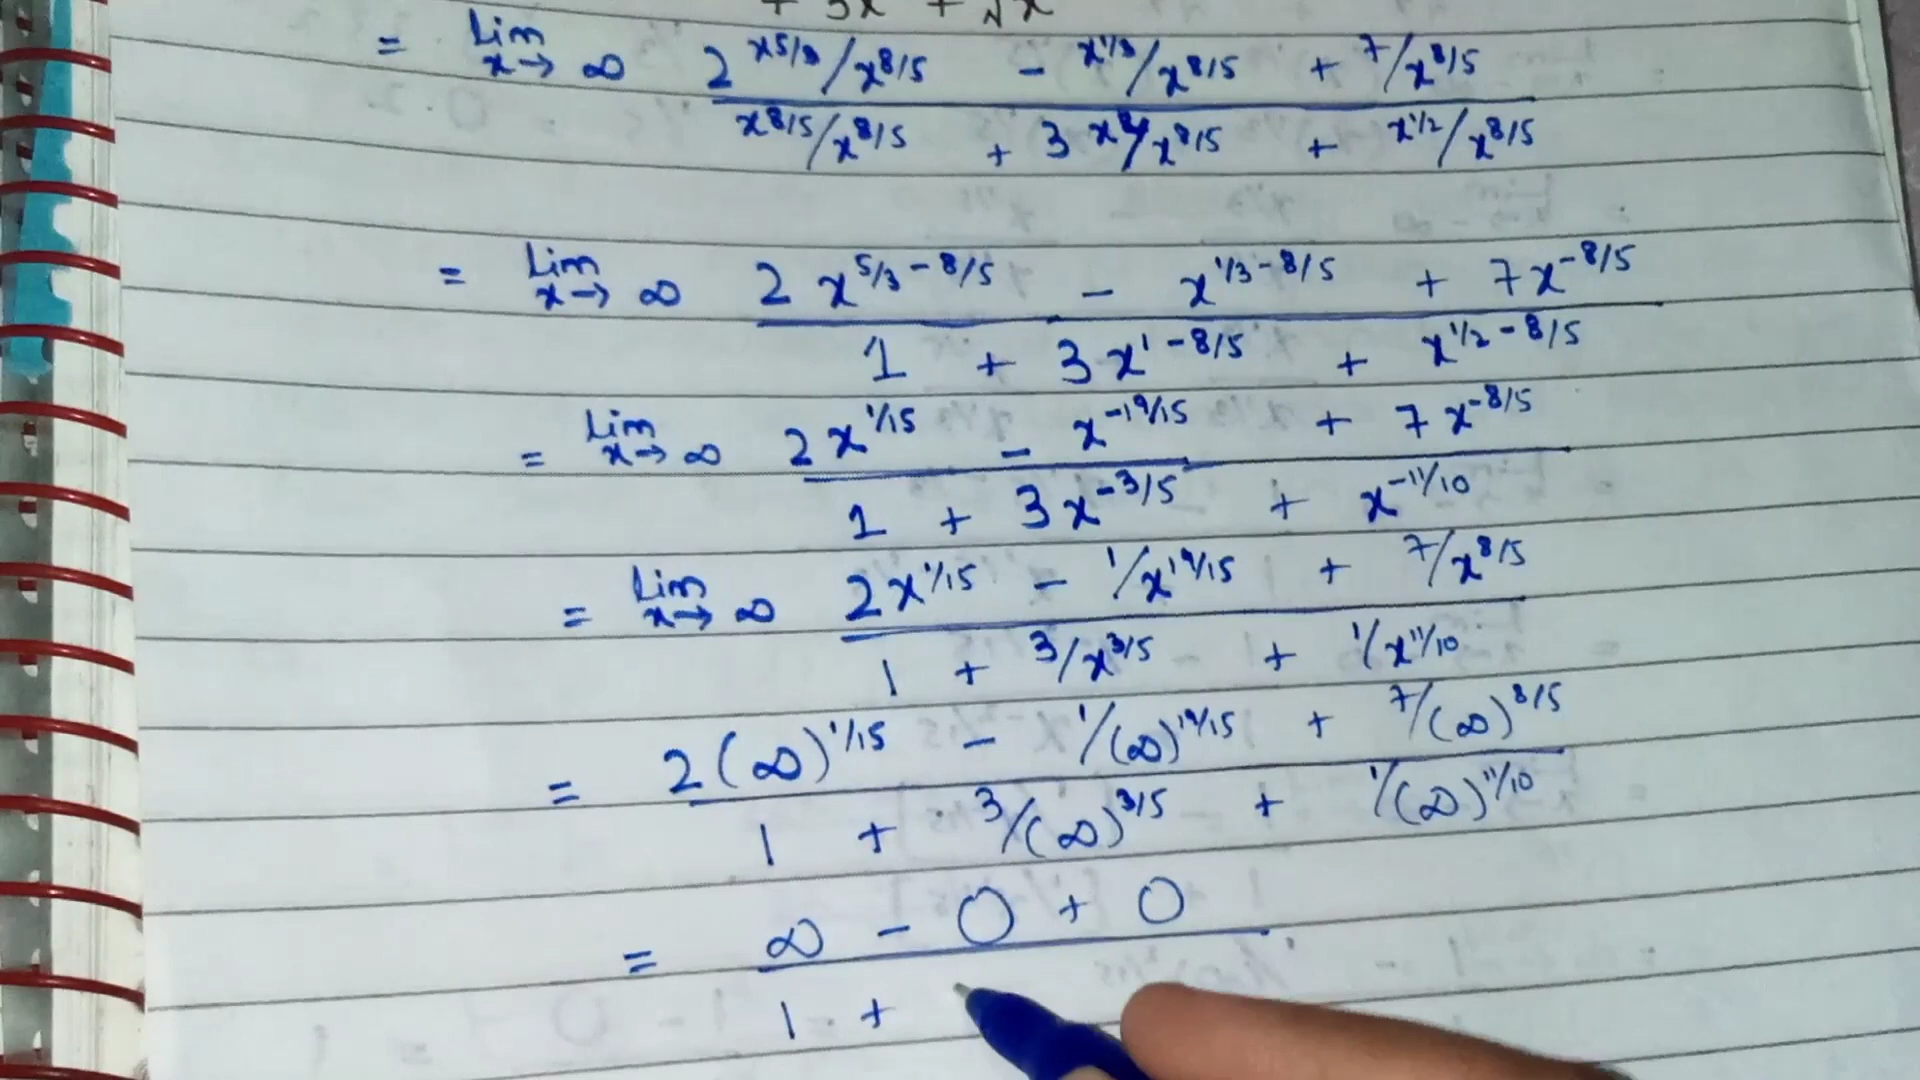 + 3x + √x
= Lim x→∞ 2 x^5/3/x^8/5 - x^1/3/x^8/5 + 7/x^8/5
x^8/5/x^8/5 + 3 x/x^8/5 + x^1/2/x^8/5
= Lim x→∞ 2x^5/3-8/5 - x^1/3-8/5 + 7x^-8/5
1 + 3x^1-8/5 + x^1/2-8/5
= Lim x→∞ 2x^1/15 - x^-19/15 + 7x^-8/5
1 + 3x^-3/5 + x^-11/10
= Lim x→∞ 2x^1/15 - 1/x^19/15 + 7/x^8/5
1 + 3/x^3/5 + 1/x^11/10
= 2(∞)^1/15 - 1/(∞)^19/15 + 7/(∞)^8/5
1 + 3/(∞)^3/5 + 1/(∞)^11/10
= ∞ - 0 + 0
1 +